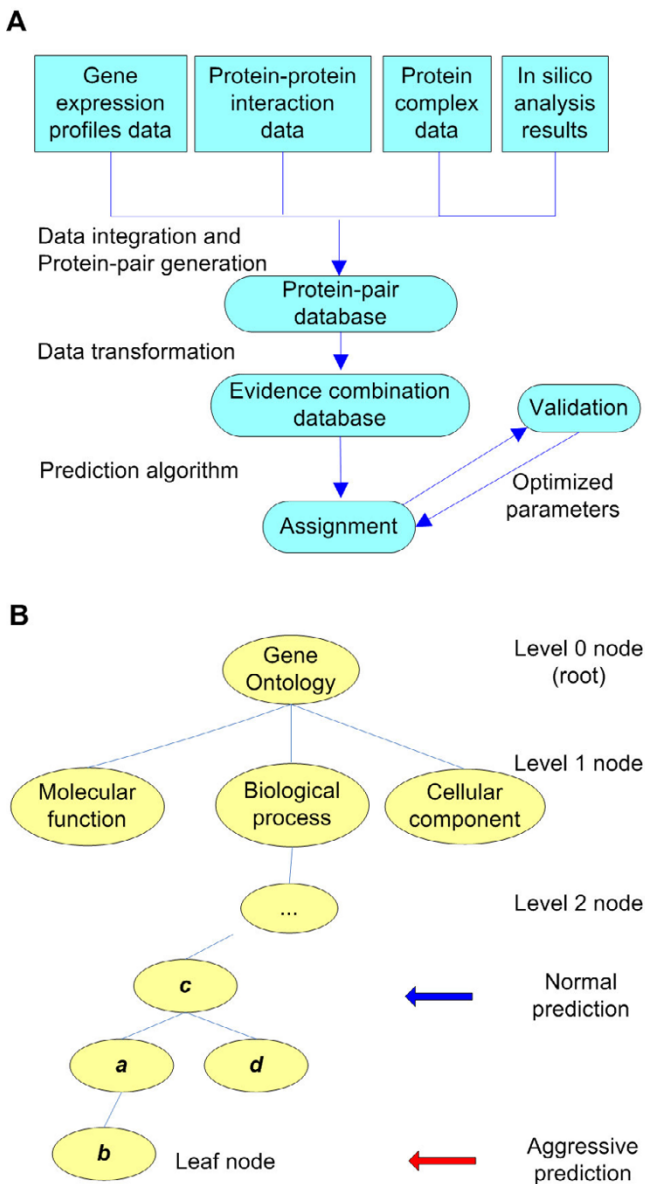 A
Gene
expression
profiles data
Protein-protein
interaction
data
Protein
complex
data
In silico
analysis
results
Data integration and
Protein-pair generation
Protein-pair
database
Data transformation
Evidence combination
database
Validation
Prediction algorithm
Optimized
parameters
Assignment
B
Gene
Ontology
Level 0 node
(root)
Level 1 node
Molecular
function
Biological
process
Cellular
component
...
Level 2 node
c
Normal
prediction
a
d
b
Leaf node
Aggressive
prediction